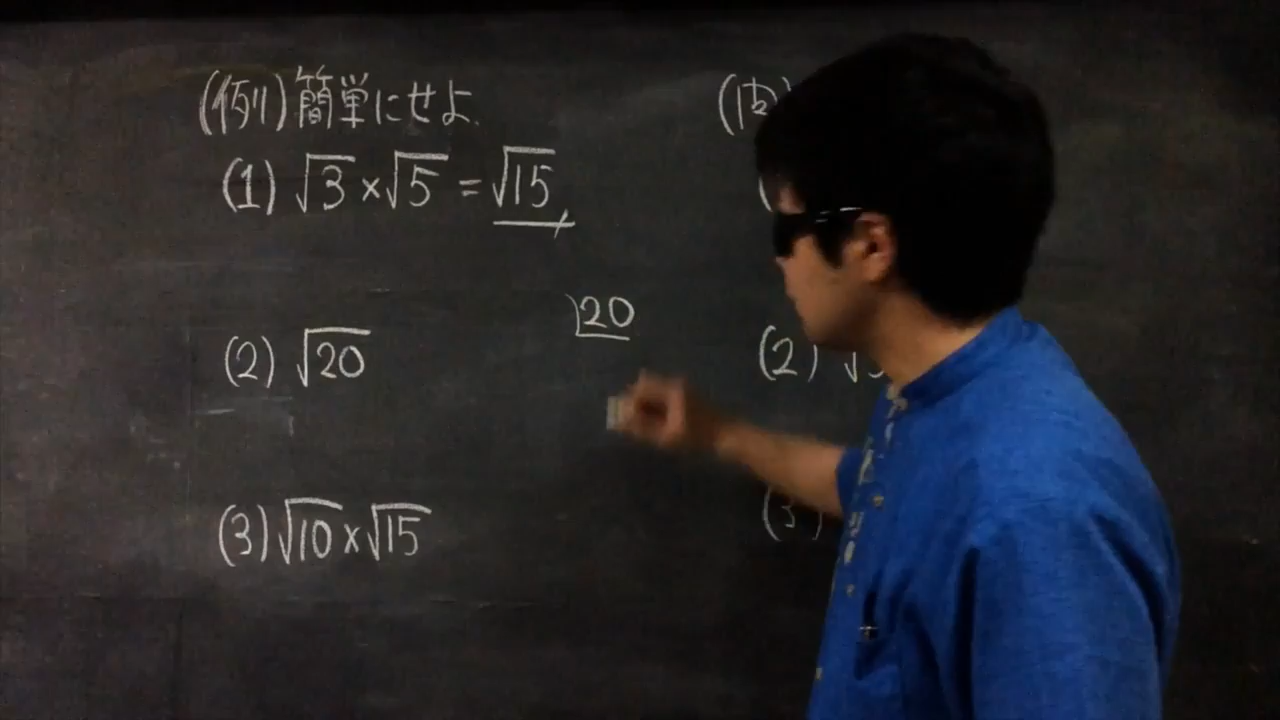 (例) 簡単にせよ.
(1) √3 × √5 = √15
20
(2) √20
(3) √10 × √15
(2)
(3)